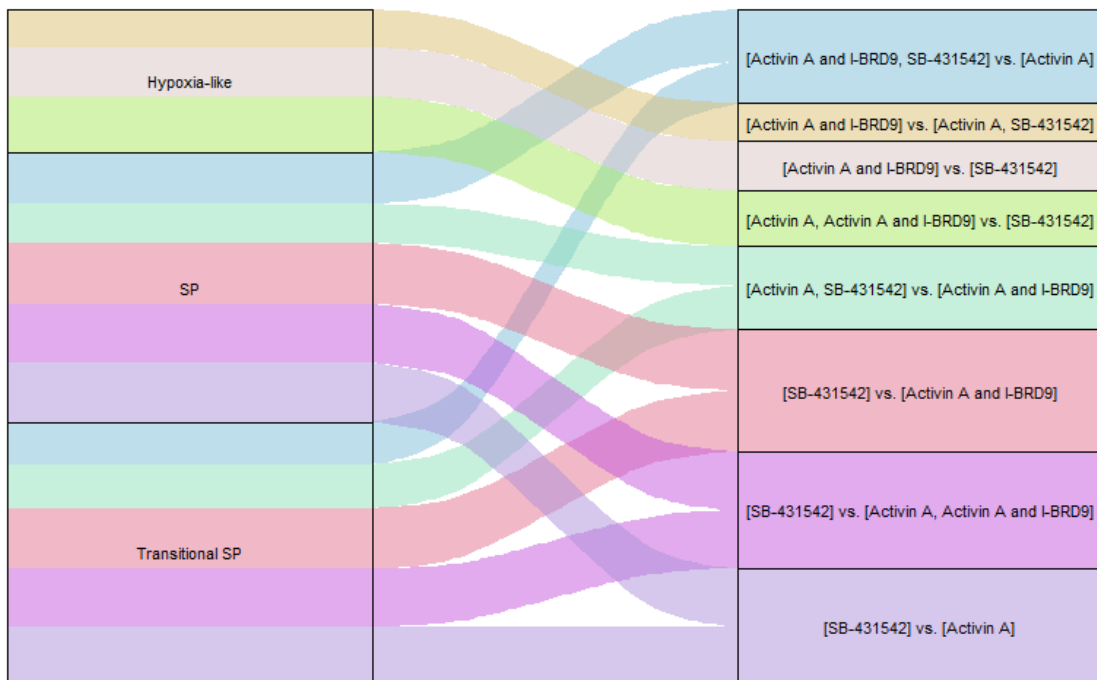 Hypoxia-like
SP
Transitional SP
[Activin A and I-BRD9, SB-431542] vs. [Activin A]
[Activin A and I-BRD9] vs. [Activin A, SB-431542]
[Activin A and I-BRD9] vs. [SB-431542]
[Activin A, Activin A and I-BRD9] vs. [SB-431542]
[Activin A, SB-431542] vs. [Activin A and I-BRD9]
[SB-431542] vs. [Activin A and I-BRD9]
[SB-431542] vs. [Activin A, Activin A and I-BRD9]
[SB-431542] vs. [Activin A]